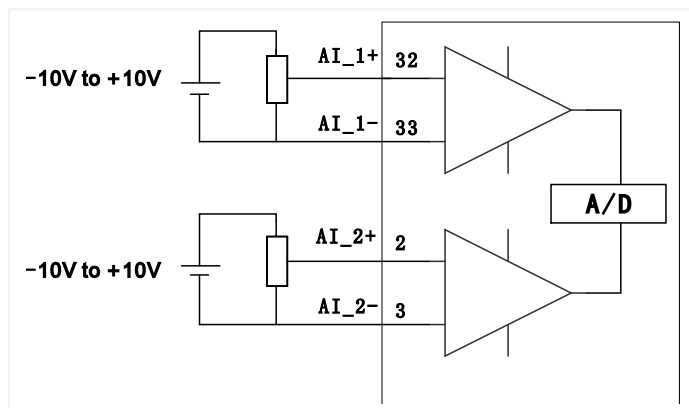 AI_1+ 32
-10V to +10V
AI_1- 33
A/D
AI_2+ 2
-10V to +10V
AI_2- 3